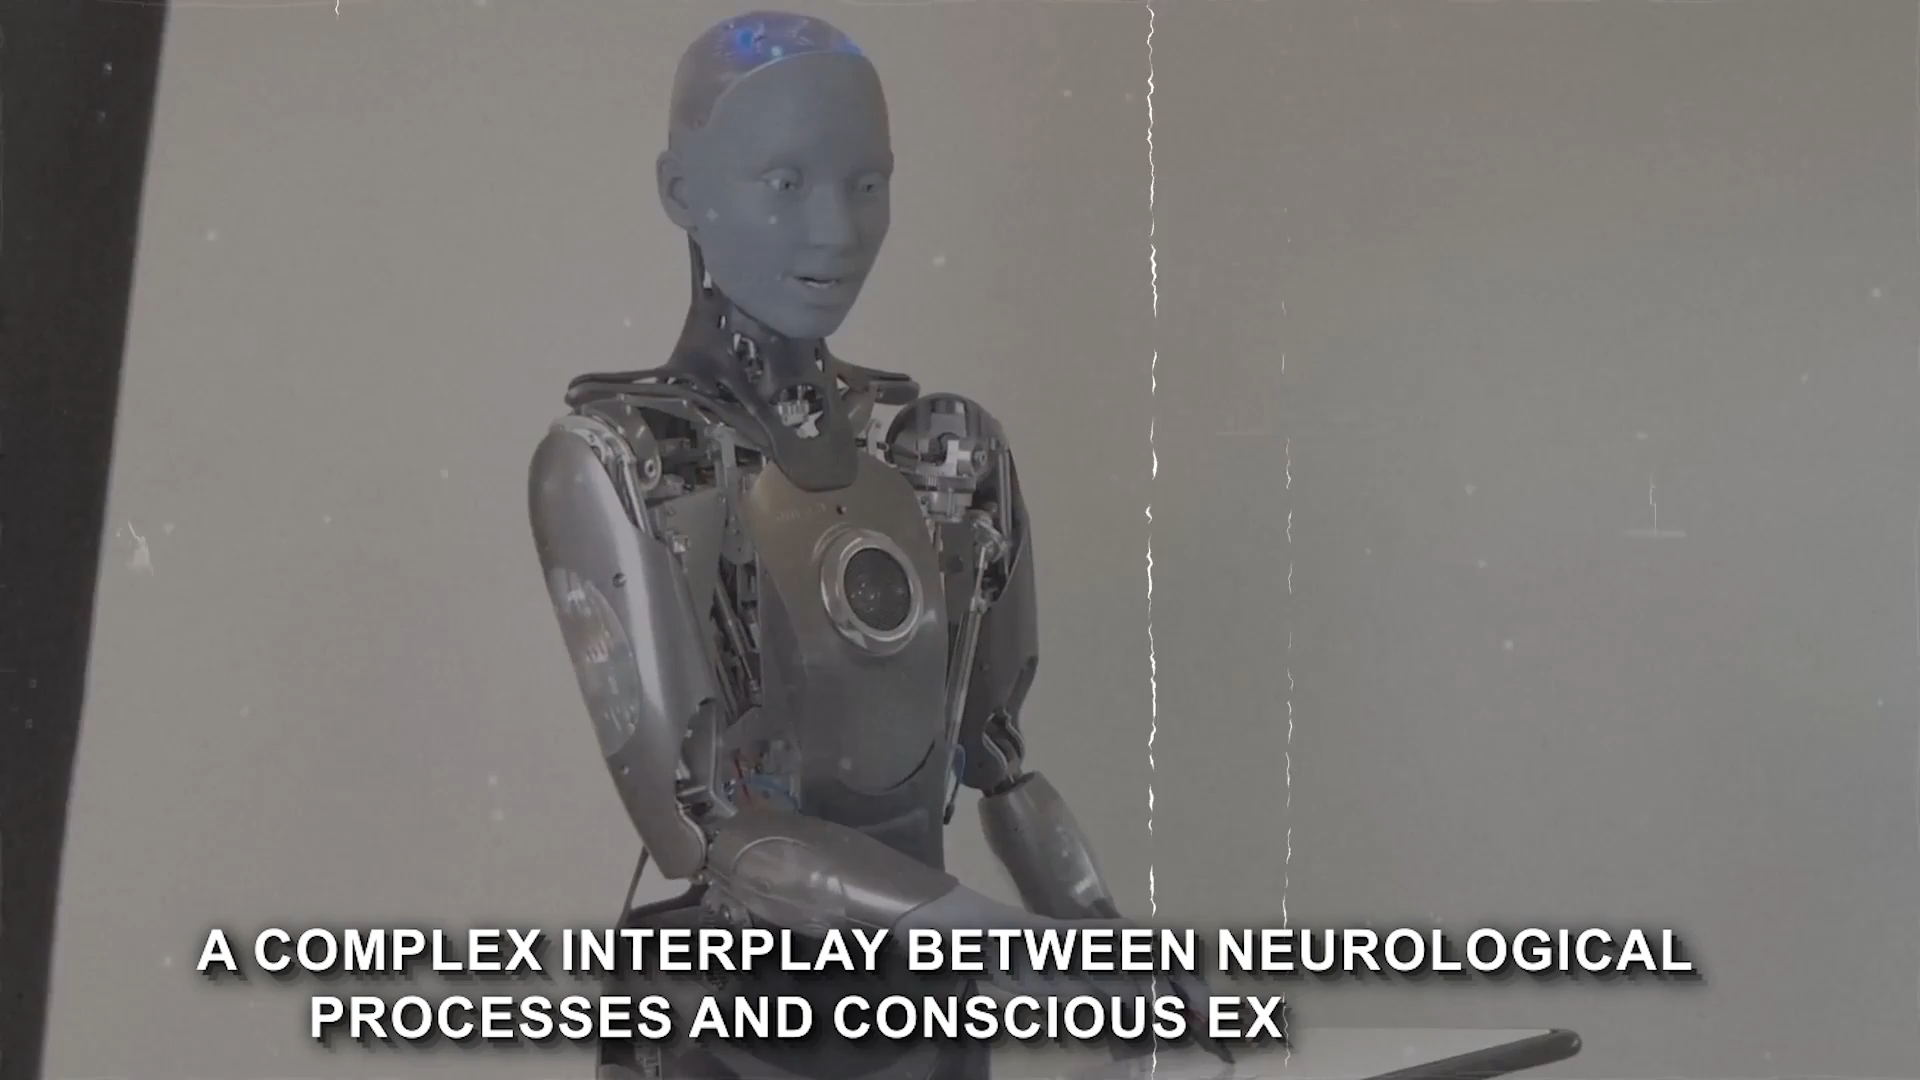 A COMPLEX INTERPLAY BETWEEN NEUROLOGICAL
PROCESSES AND CONSCIOUS EX